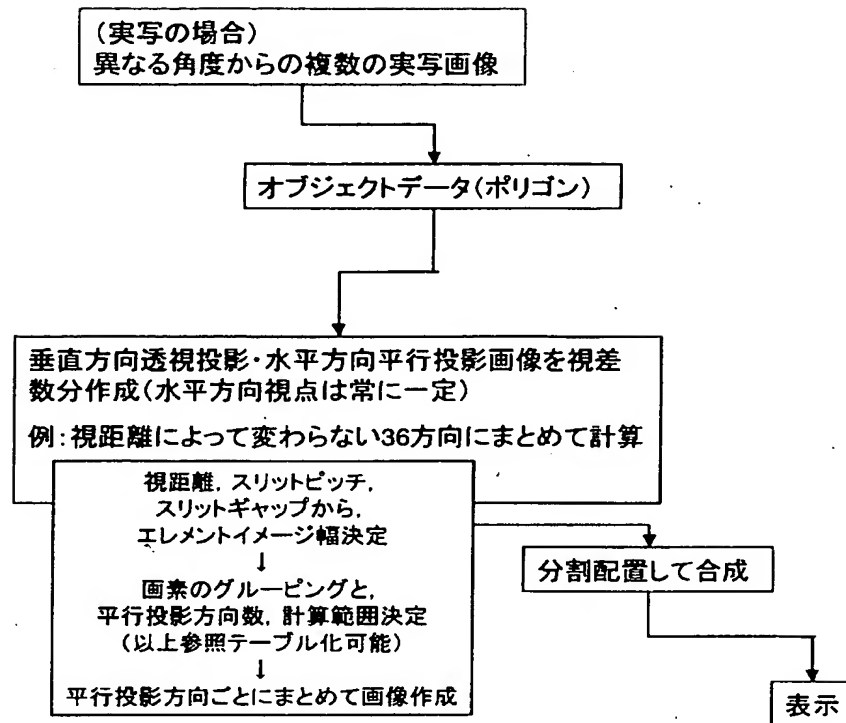 (実写の場合)
異なる角度からの複数の実写画像
オブジェクトデータ(ポリゴン)
垂直方向透視投影・水平方向平行投影画像を視差
数分作成(水平方向視点は常に一定)
例:視距離によって変わらない36方向にまとめて計算
視距離, スリットピッチ,
スリットギャップから,
エレメントイメージ幅決定
↓
画素のグルーピングと,
平行投影方向数, 計算範囲決定
(以上参照テーブル化可能)
↓
平行投影方向ごとにまとめて画像作成
分割配置して合成
表示